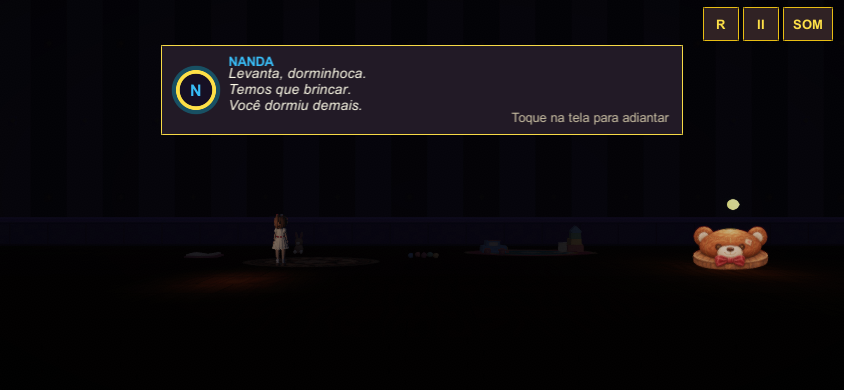 R
II
SOM
NANDA
N
Levanta, dorminhoca.
Temos que brincar.
Você dormiu demais.
Toque na tela para adiantar